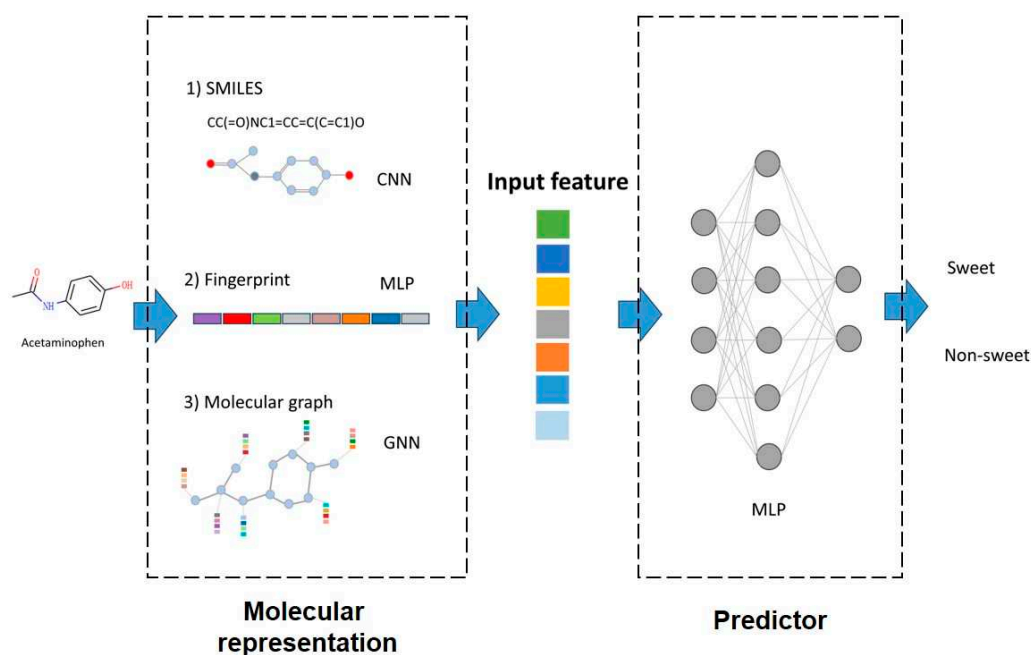 1) SMILES
CC(=O)NC1=CC=C(C=C1)O
CNN
2) Fingerprint
MLP
3) Molecular graph
GNN
O
OH
NH
Acetaminophen
Molecular
representation
Input feature
MLP
Predictor
Sweet
Non-sweet